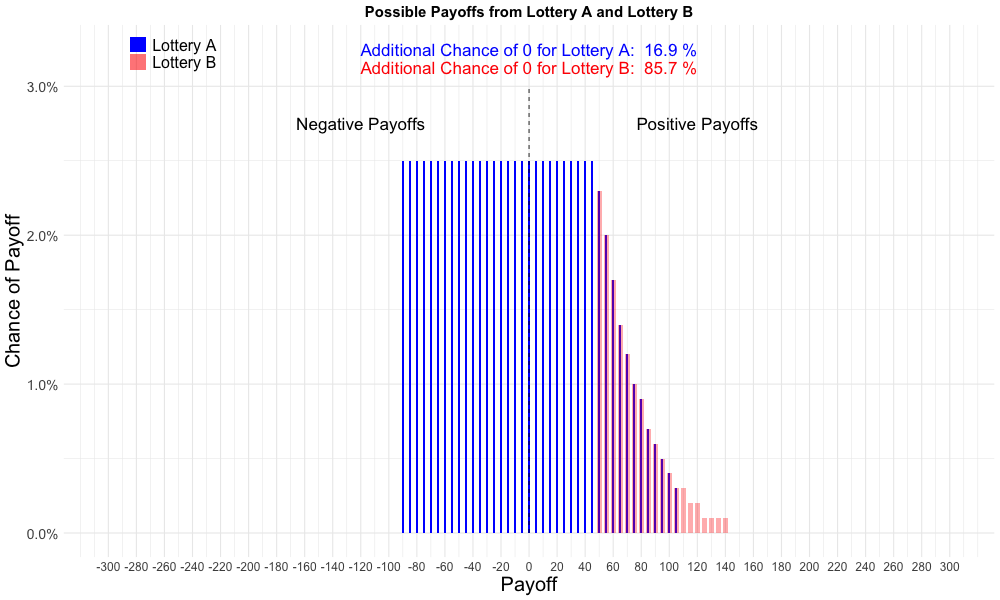 Possible Payoffs from Lottery A and Lottery B
Lottery A
Lottery B
Additional Chance of 0 for Lottery A: 16.9 %
Additional Chance of 0 for Lottery B: 85.7 %
Negative Payoffs
Positive Payoffs
Chance of Payoff
3.0%
2.0%
1.0%
0.0%
-300 -280 -260 -240 -220 -200 -180 -160 -140 -120 -100 -80 -60 -40 -20 0 20 40 60 80 100 120 140 160 180 200 220 240 260 280 300
Payoff